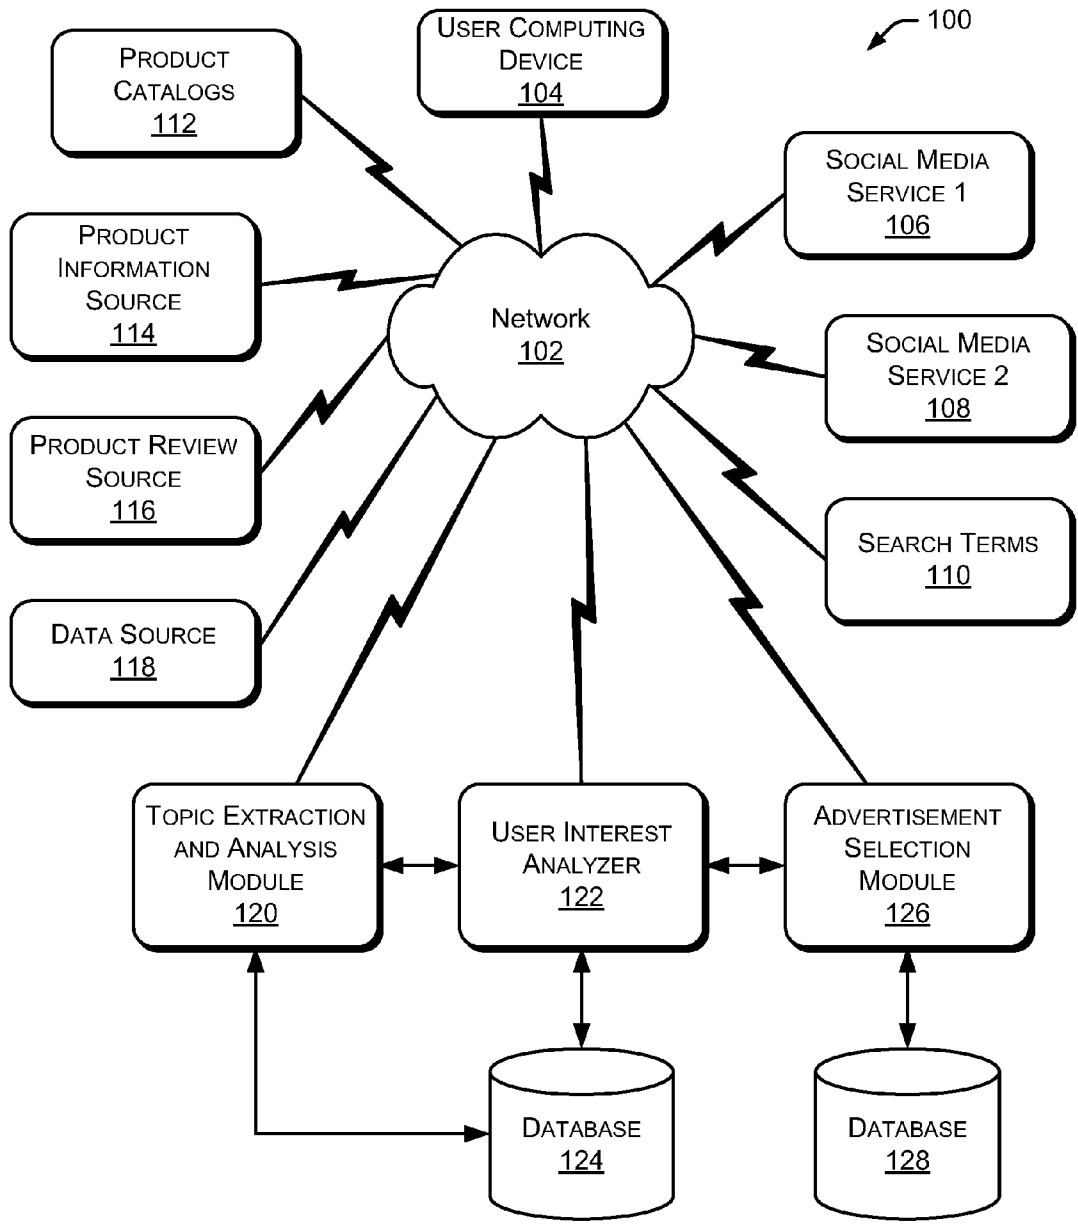 100
PRODUCT
CATALOGS
112
USER COMPUTING
DEVICE
104
SOCIAL MEDIA
SERVICE 1
106
PRODUCT
INFORMATION
SOURCE
114
Network
102
SOCIAL MEDIA
SERVICE 2
108
PRODUCT REVIEW
SOURCE
116
SEARCH TERMS
110
DATA SOURCE
118
TOPIC EXTRACTION
AND ANALYSIS
MODULE
120
USER INTEREST
ANALYZER
122
ADVERTISEMENT
SELECTION
MODULE
126
DATABASE
124
DATABASE
128